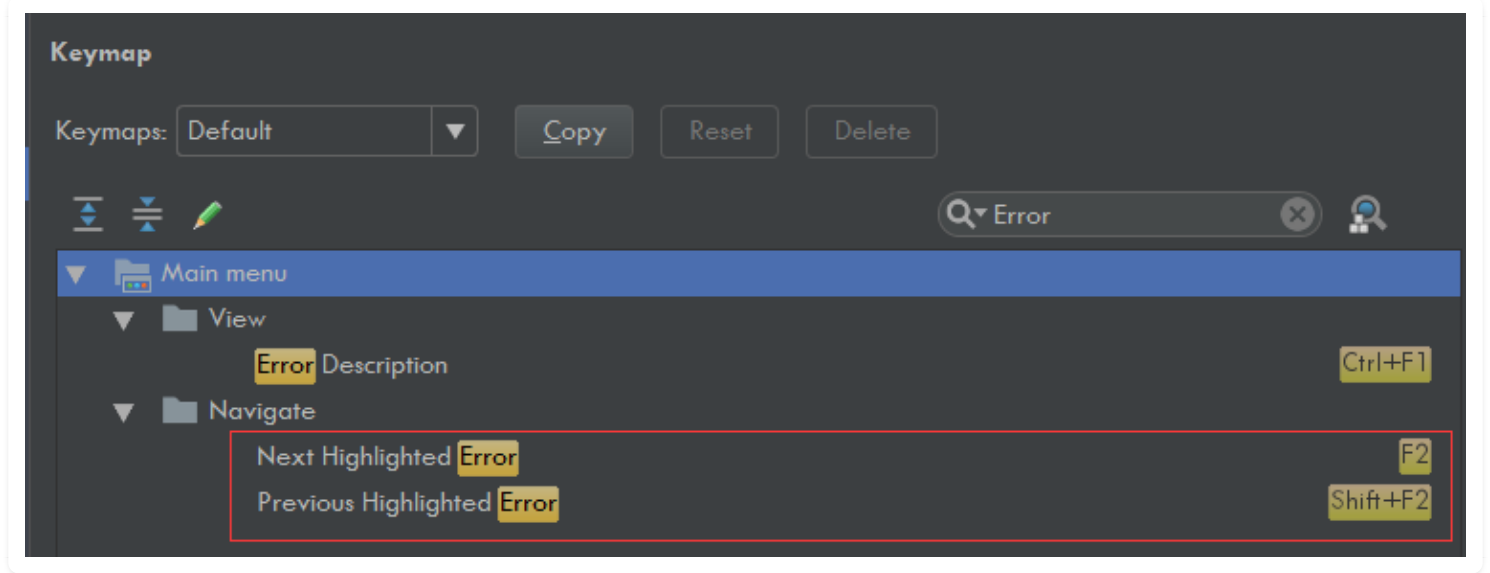 Keymap
Keymaps: Default Copy Reset Delete
Error
Main menu
View
Error Description Ctrl+F1
Navigate
Next Highlighted Error F2
Previous Highlighted Error Shift+F2